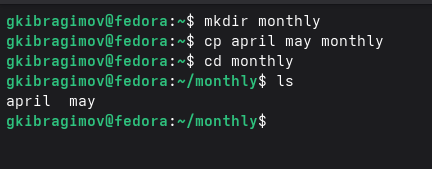 gkibragimov@fedora:~$ mkdir monthly
gkibragimov@fedora:~$ cp april may monthly
gkibragimov@fedora:~$ cd monthly
gkibragimov@fedora:~/monthly$ ls
april  may
gkibragimov@fedora:~/monthly$